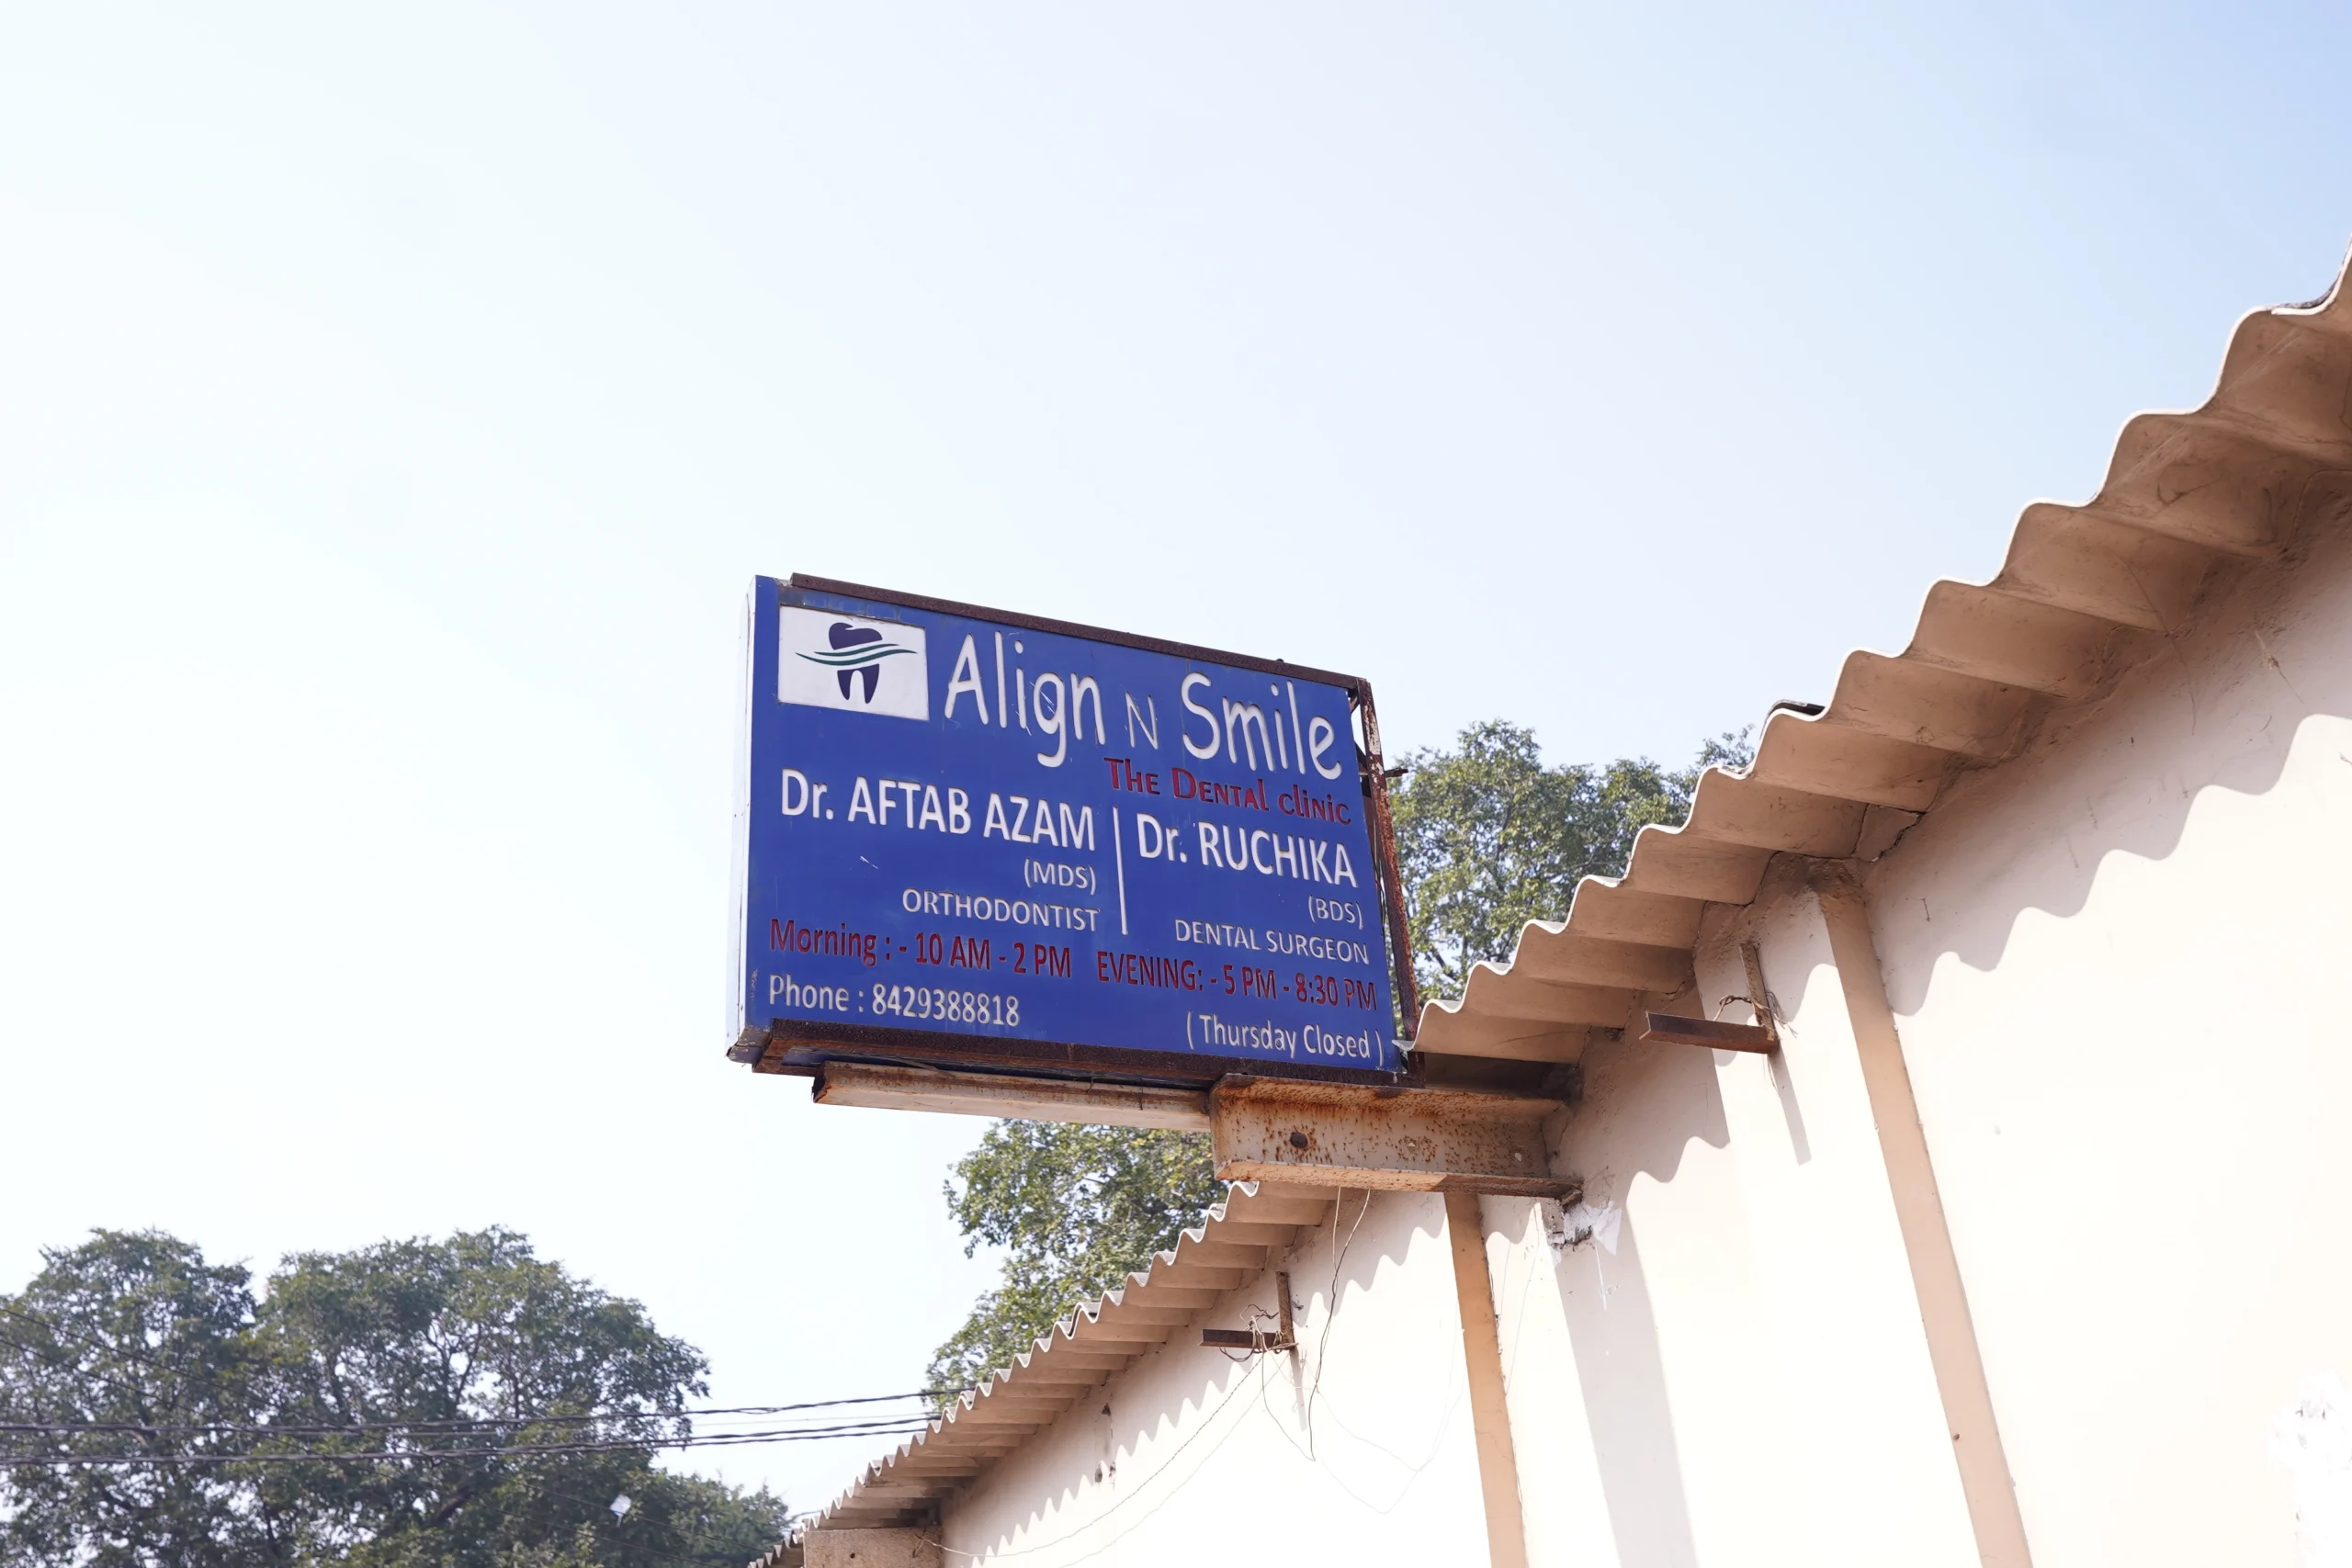 Align N Smile
The Dental clinic
Dr. AFTAB AZAM
(MDS)
ORTHODONTIST
Dr. RUCHIKA
(BDS)
DENTAL SURGEON
Morning : - 10 AM - 2 PM EVENING: - 5 PM - 8:30 PM
Phone : 8429388818
( Thursday Closed )